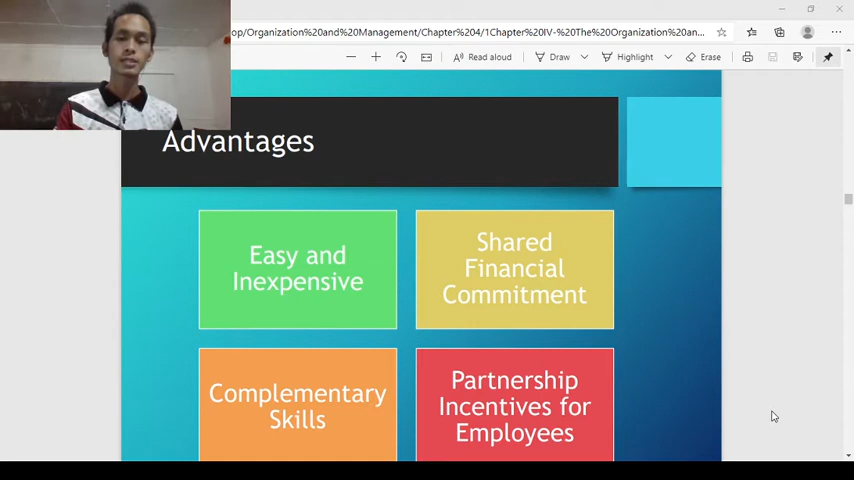 op/Organization%20and%20Management/Chapter%204/1Chapter%20IV-%20The%20Organization%20an...
Read aloud
Draw
Highlight
Erase
Advantages
Easy and
Inexpensive
Shared
Financial
Commitment
Complementary
Skills
Partnership
Incentives for
Employees